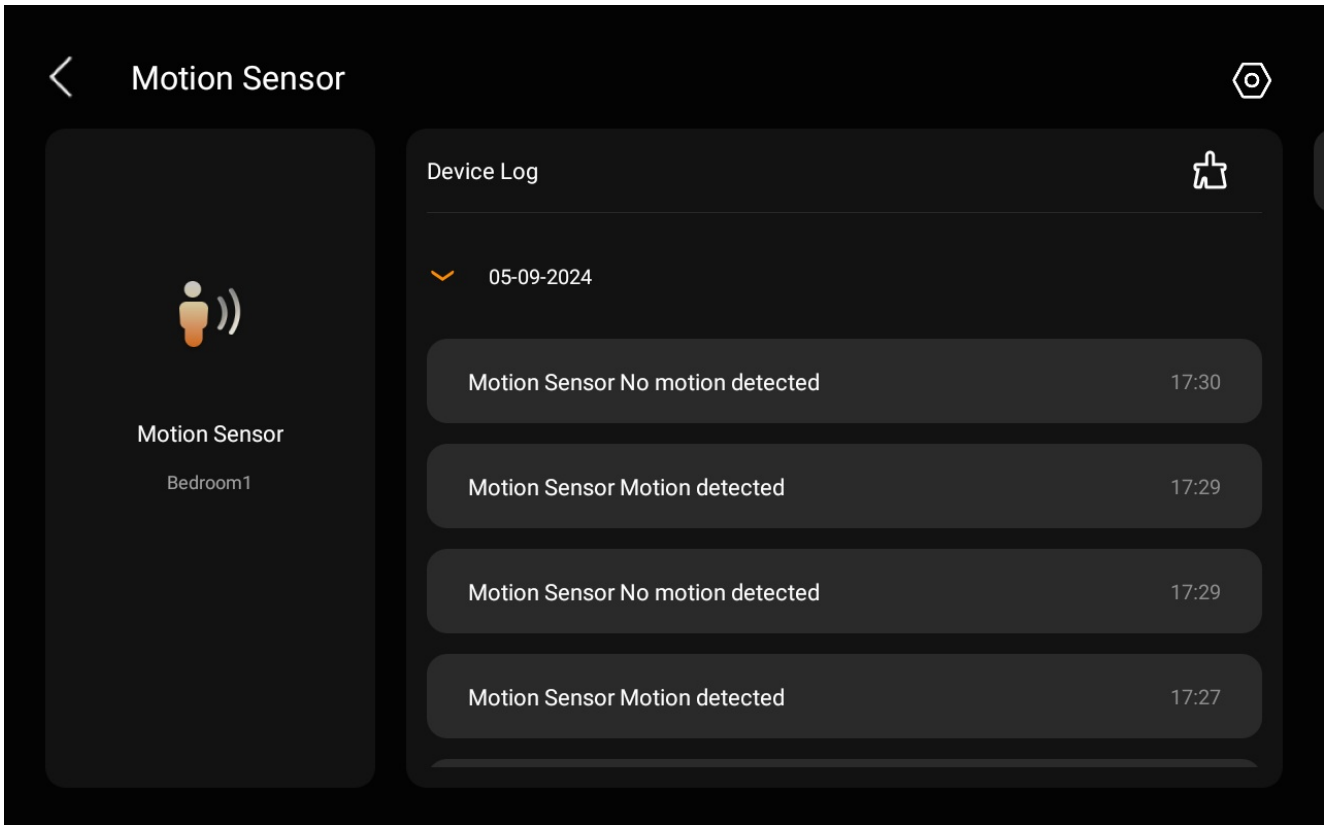 Motion Sensor
Device Log
05-09-2024
Motion Sensor No motion detected 17:30
Motion Sensor
Bedroom1
Motion Sensor Motion detected 17:29
Motion Sensor No motion detected 17:29
Motion Sensor Motion detected 17:27